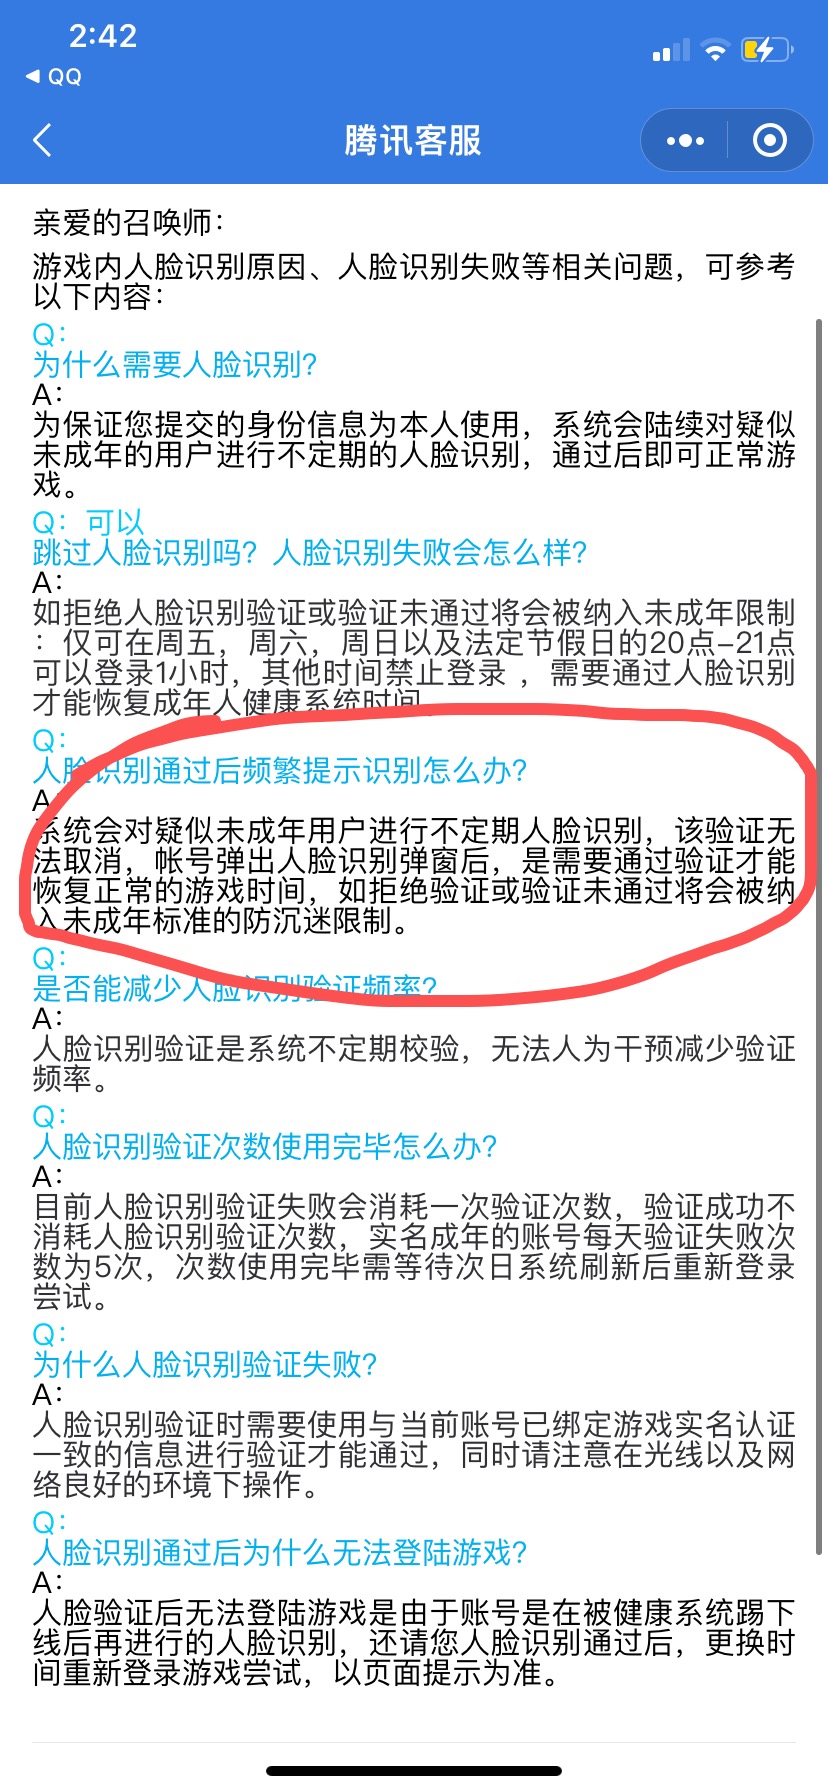 2:42
◀ QQ
腾讯客服
亲爱的召唤师：
游戏内人脸识别原因、人脸识别失败等相关问题，可参考
以下内容：
Q：
为什么需要人脸识别？
A：
为保证您提交的身份信息为本人使用，系统会陆续对疑似
未成年的用户进行不定期的人脸识别，通过后即可正常游
戏。
Q：可以
跳过人脸识别吗？人脸识别失败会怎么样？
A：
如拒绝人脸识别验证或验证未通过将会被纳入未成年限制
：仅可在周五，周六，周日以及法定节假日的20点-21点
可以登录1小时，其他时间禁止登录 ，需要通过人脸识别
才能恢复成年人健康系统时间。
Q：
人脸识别通过后频繁提示识别怎么办？
A：
系统会对疑似未成年用户进行不定期人脸识别，该验证无
法取消，帐号弹出人脸识别弹窗后，是需要通过验证才能
恢复正常的游戏时间，如拒绝验证或验证未通过将会被纳
入未成年标准的防沉迷限制。
Q：
是否能减少人脸识别验证频率？
A：
人脸识别验证是系统不定期校验，无法人为干预减少验证
频率。
Q：
人脸识别验证次数使用完毕怎么办？
A：
目前人脸识别验证失败会消耗一次验证次数，验证成功不
消耗人脸识别验证次数，实名成年的账号每天验证失败次
数为5次，次数使用完毕需等待次日系统刷新后重新登录
尝试。
Q：
为什么人脸识别验证失败？
A：
人脸识别验证时需要使用与当前账号已绑定游戏实名认证
一致的信息进行验证才能通过，同时请注意在光线以及网
络良好的环境下操作。
Q：
人脸识别通过后为什么无法登陆游戏？
A：
人脸验证后无法登陆游戏是由于账号是在被健康系统踢下
线后再进行的人脸识别，还请您人脸识别通过后，更换时
间重新登录游戏尝试，以页面提示为准。